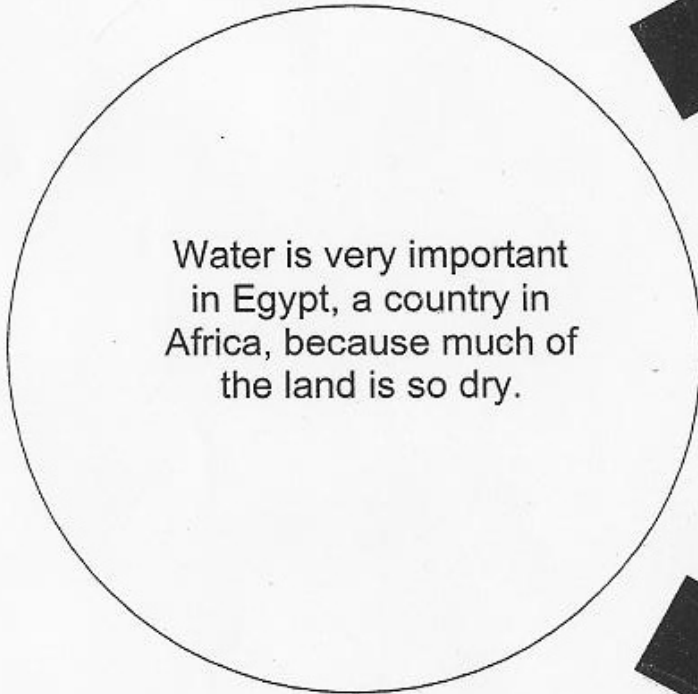 Water is very important
in Egypt, a country in
Africa, because much of
the land is so dry.